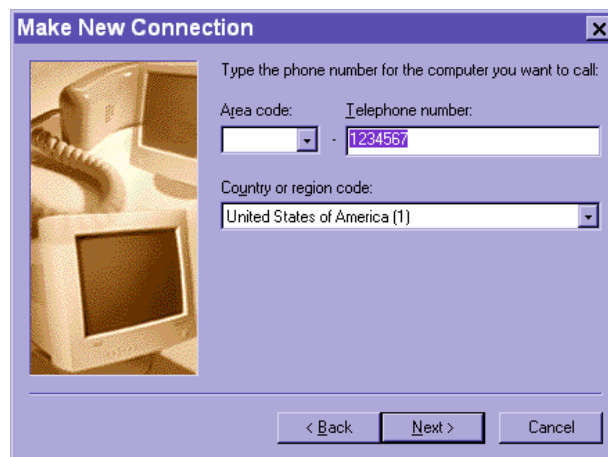 Make New Connection
Type the phone number for the computer you want to call:
Area code: Telephone number:
- 1234567
Country or region code:
United States of America (1)
< Back Next > Cancel